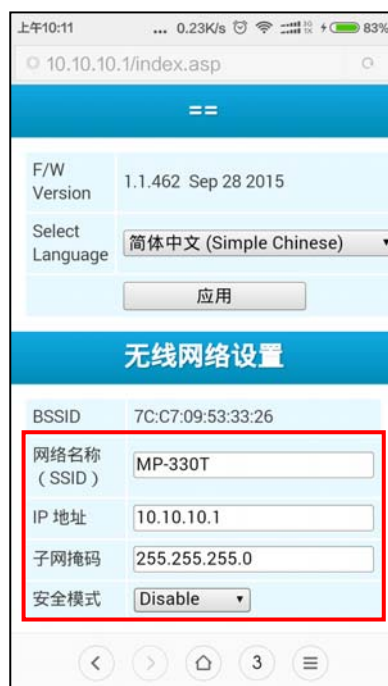 上午10:11 ... 0.23K/s 3G 1X 83%
10.10.10.1/index.asp
==
F/W Version 1.1.462 Sep 28 2015
Select Language 简体中文 (Simple Chinese)
应用
无线网络设置
BSSID 7C:C7:09:53:33:26
网络名称（SSID） MP-330T
IP 地址 10.10.10.1
子网掩码 255.255.255.0
安全模式 Disable
3